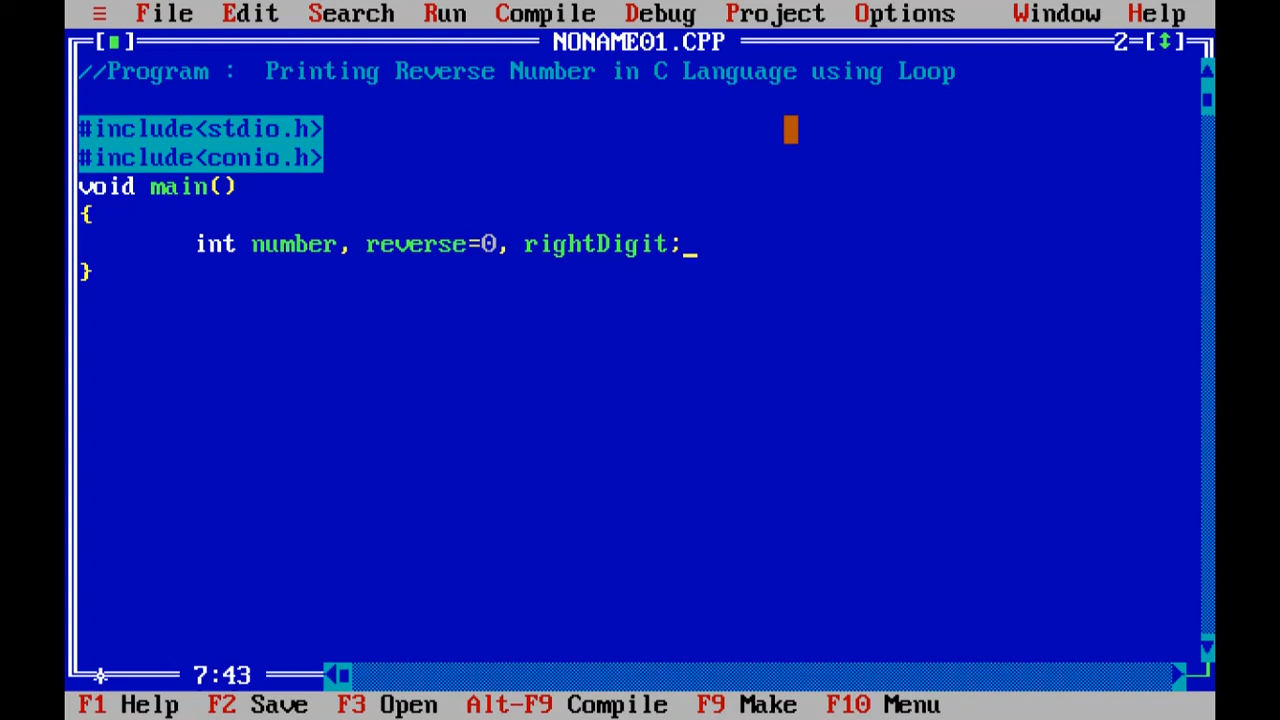 ≡ File Edit Search Run Compile Debug Project Options Window Help
[■] NONAME01.CPP 2=[↕]
//Program : Printing Reverse Number in C Language using Loop
#include<stdio.h>
#include<conio.h>
void main()
{
int number, reverse=0, rightDigit;_
}
7:43
F1 Help F2 Save F3 Open Alt-F9 Compile F9 Make F10 Menu